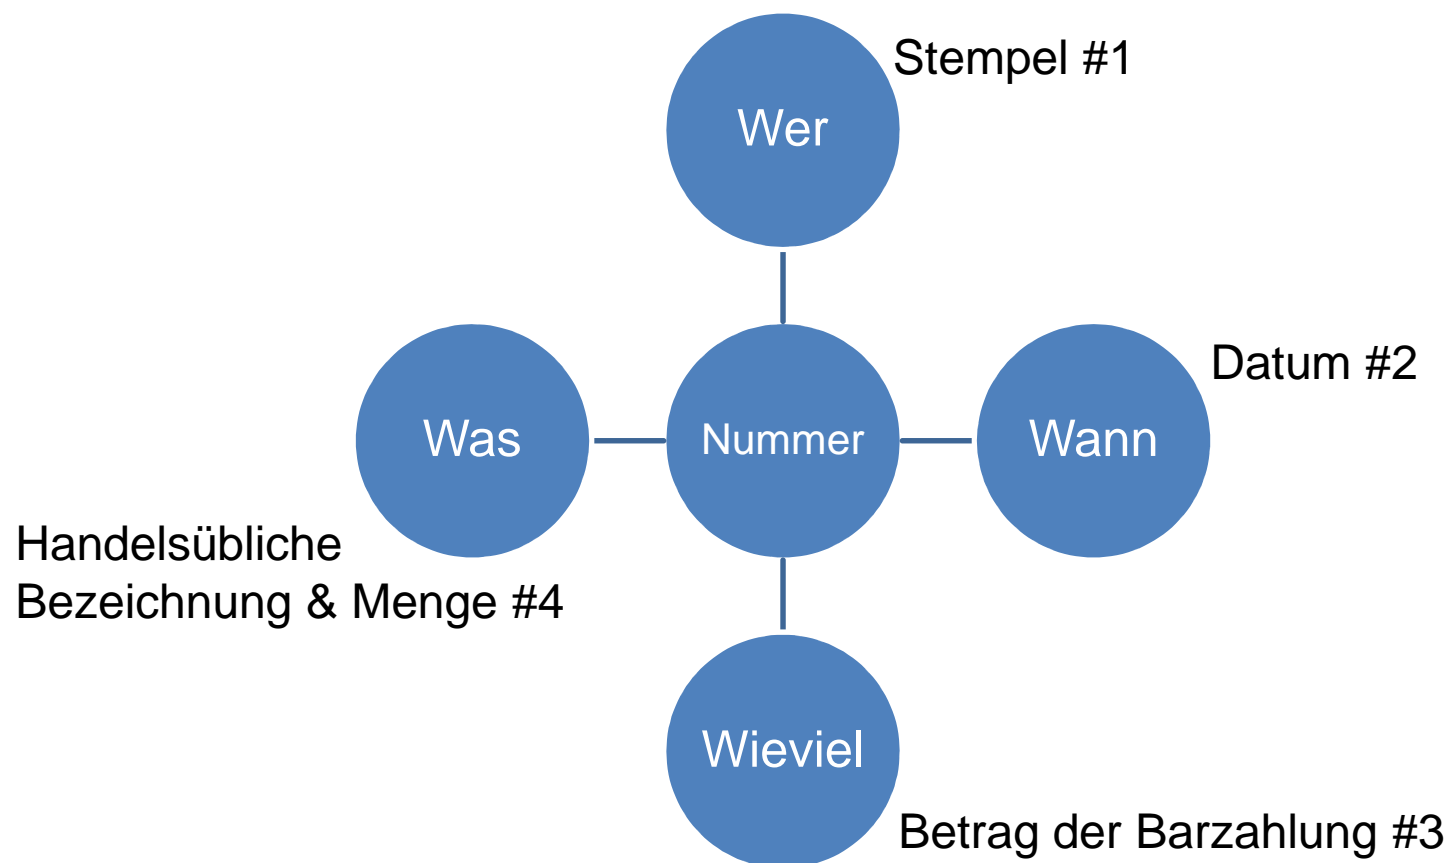 Stempel #1
Wer
Datum #2
Was
Nummer
Wann
Handelsübliche
Bezeichnung & Menge #4
Wieviel
Betrag der Barzahlung #3